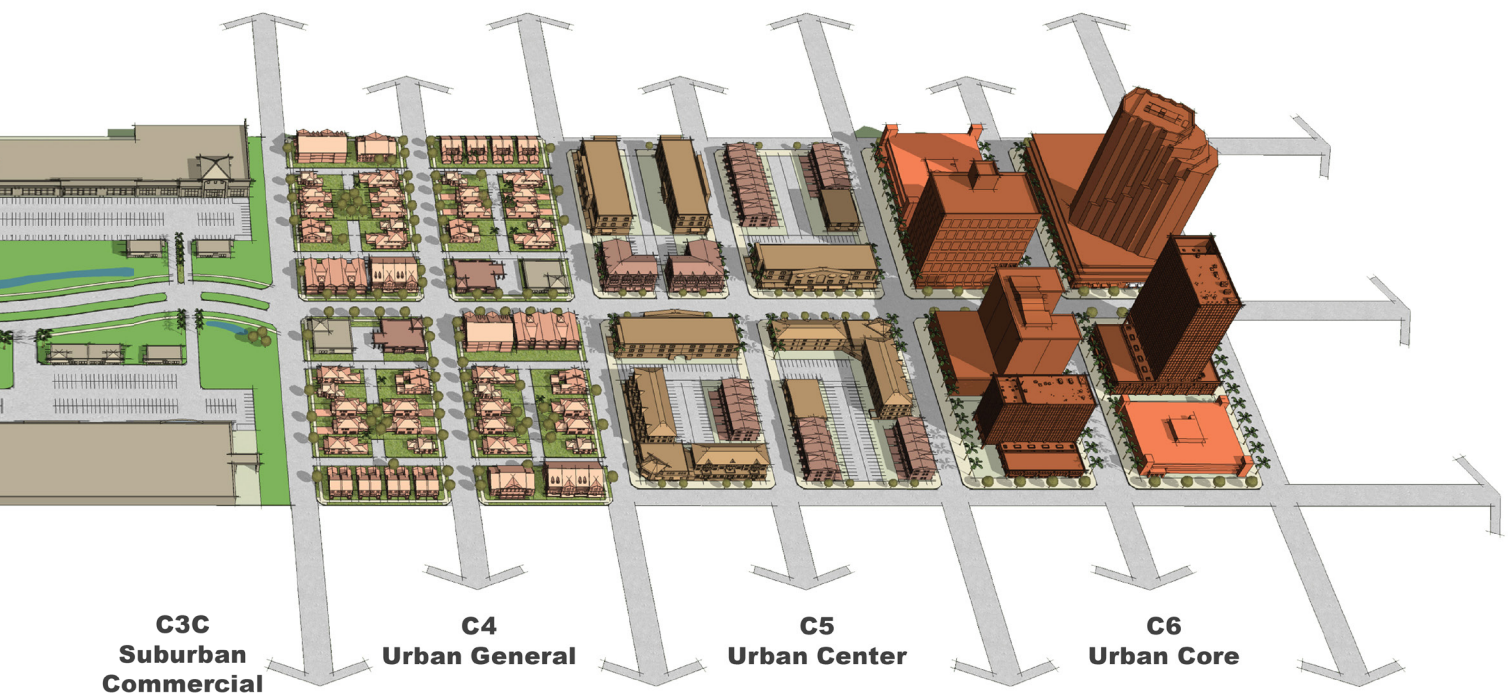 C3C
Suburban
Commercial
C4
Urban General
C5
Urban Center
C6
Urban Core